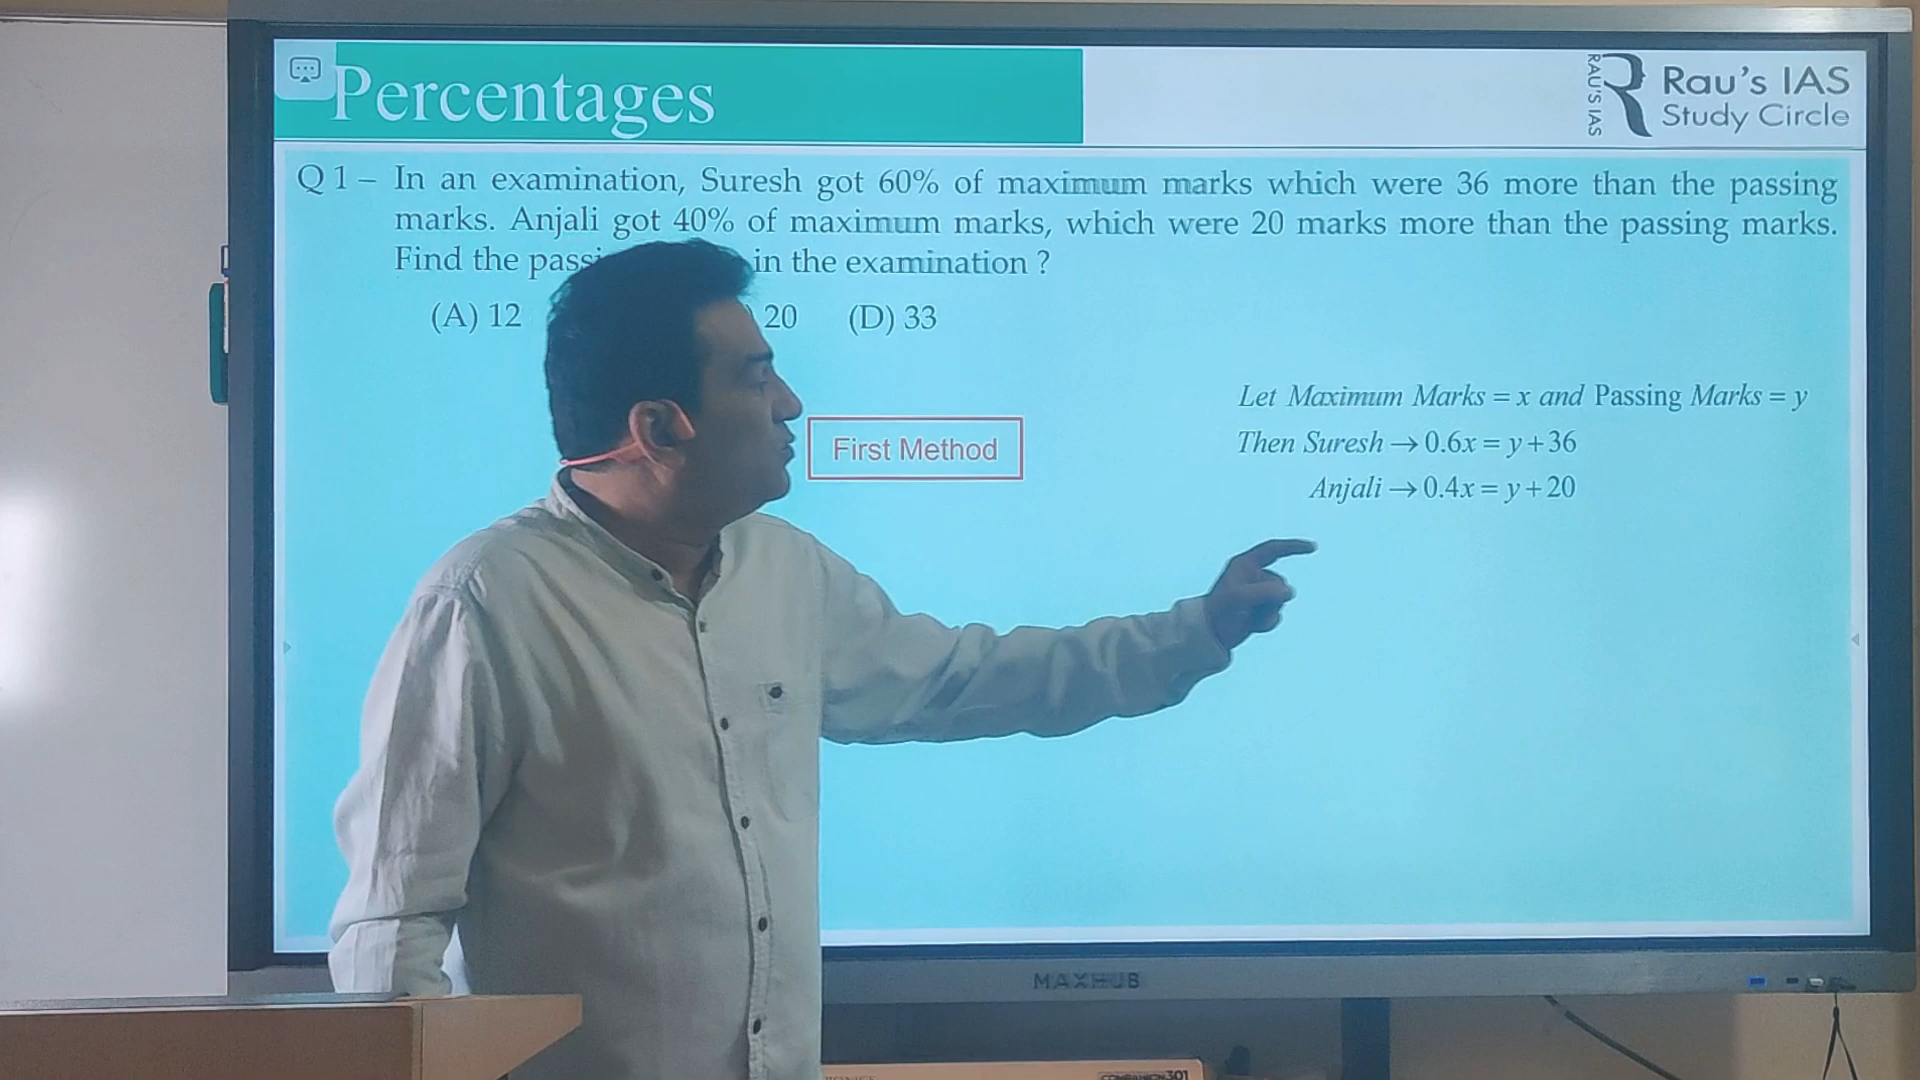 Percentages
RAU'S IAS
Rau's IAS
Study Circle
Q 1 – In an examination, Suresh got 60% of maximum marks which were 36 more than the passing
marks. Anjali got 40% of maximum marks, which were 20 marks more than the passing marks.
Find the in the examination ?
(A) 12 20 (D) 33
Let Maximum Marks = x and Passing Marks = y
First Method
Then Suresh → 0.6x = y + 36
Anjali → 0.4x = y + 20
MAXHUB